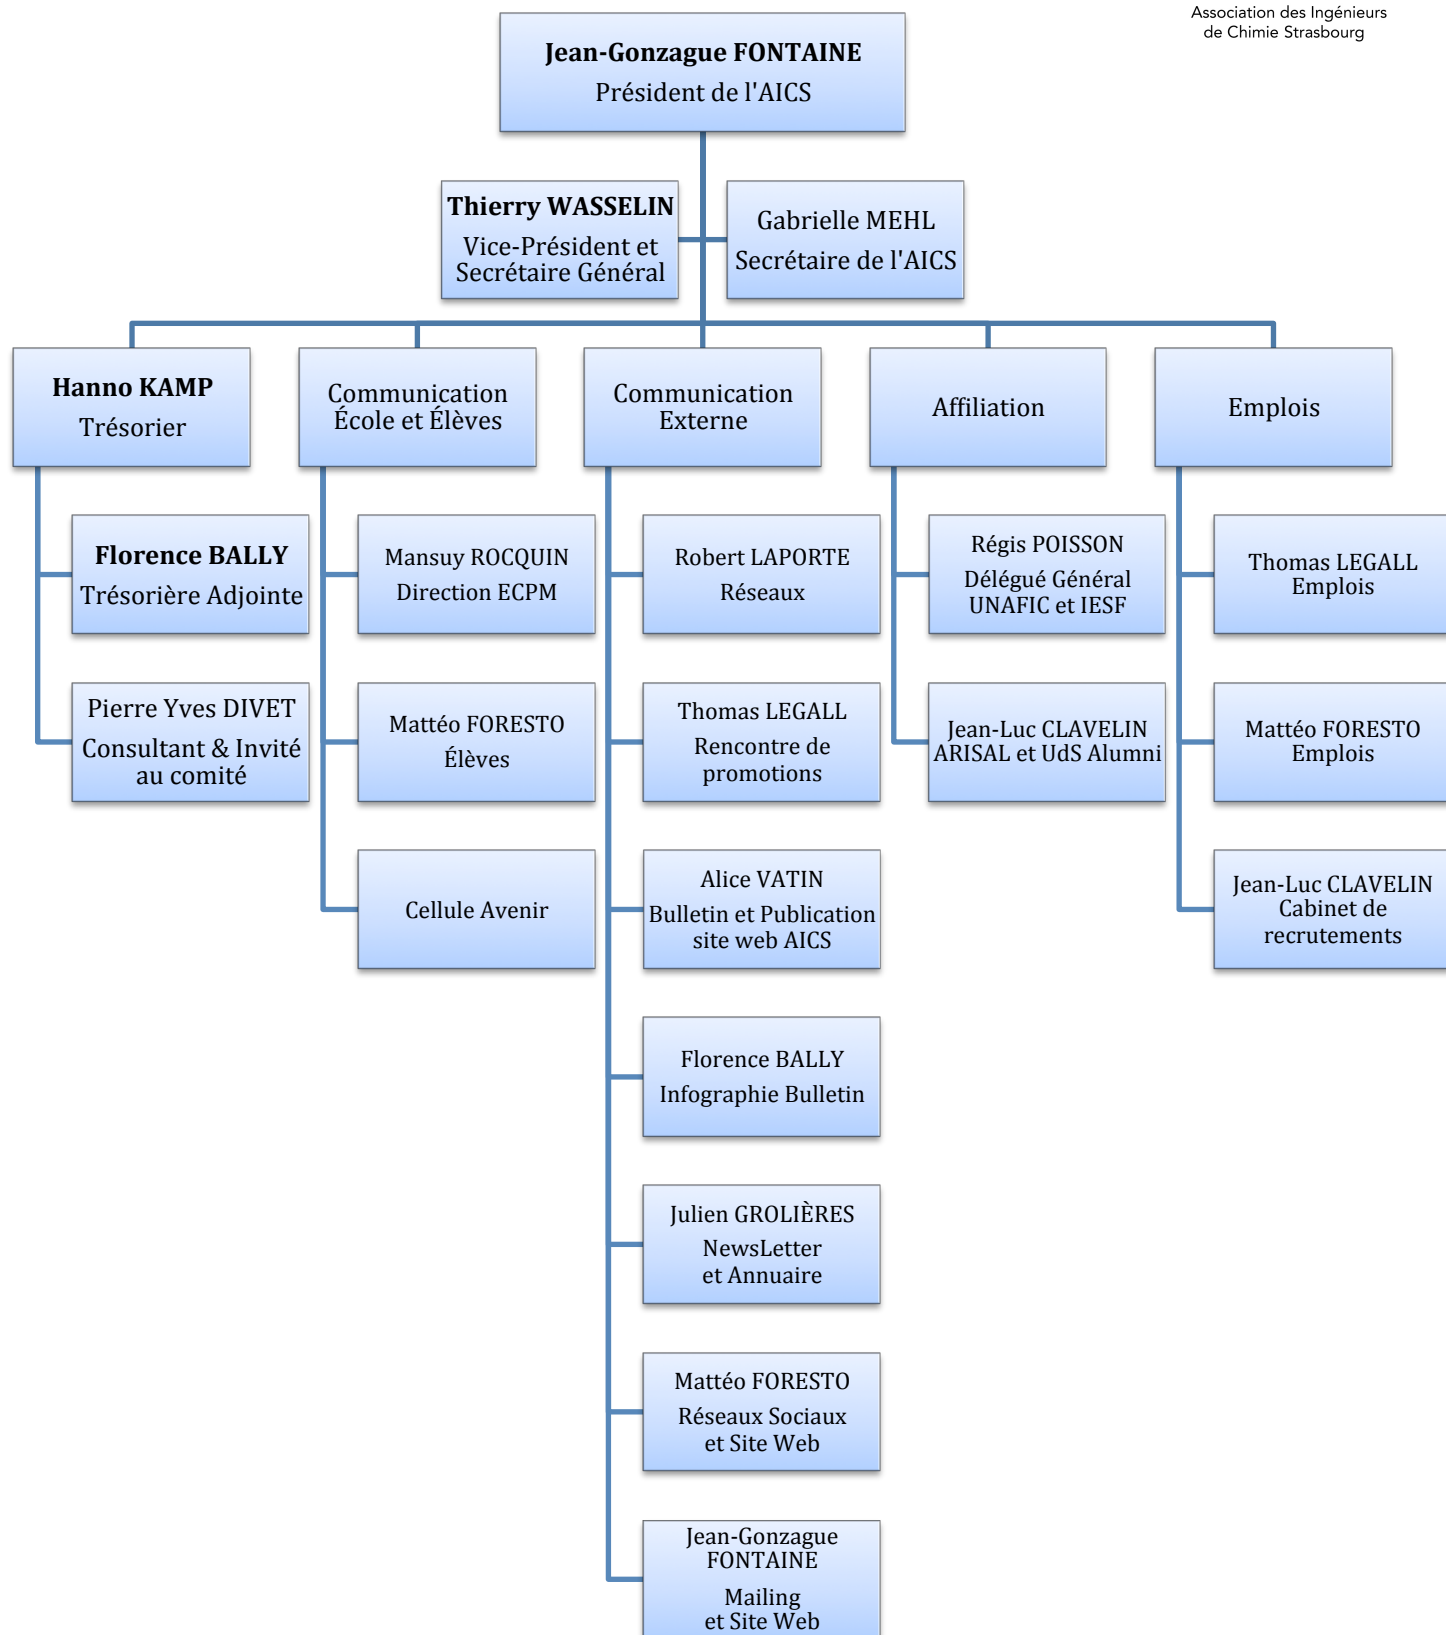 Association des Ingénieurs
de Chimie Strasbourg
Jean-Gonzague FONTAINE
Président de l'AICS
Thierry WASSELIN
Vice-Président et
Secrétaire Général
Gabrielle MEHL
Secrétaire de l'AICS
Hanno KAMP
Trésorier
Communication
École et Élèves
Communication
Externe
Affiliation
Emplois
Florence BALLY
Trésorière Adjointe
Mansuy ROCQUIN
Direction ECPM
Robert LAPORTE
Réseaux
Régis POISSON
Délégué Général
UNAFIC et IESF
Thomas LEGALL
Emplois
Pierre Yves DIVET
Consultant & Invité
au comité
Mattéo FORESTO
Élèves
Thomas LEGALL
Rencontre de
promotions
Jean-Luc CLAVELIN
ARISAL et UdS Alumni
Mattéo FORESTO
Emplois
Cellule Avenir
Alice VATIN
Bulletin et Publication
site web AICS
Jean-Luc CLAVELIN
Cabinet de
recrutements
Florence BALLY
Infographie Bulletin
Julien GROLIÈRES
NewsLetter
et Annuaire
Mattéo FORESTO
Réseaux Sociaux
et Site Web
Jean-Gonzague
FONTAINE
Mailing
et Site Web